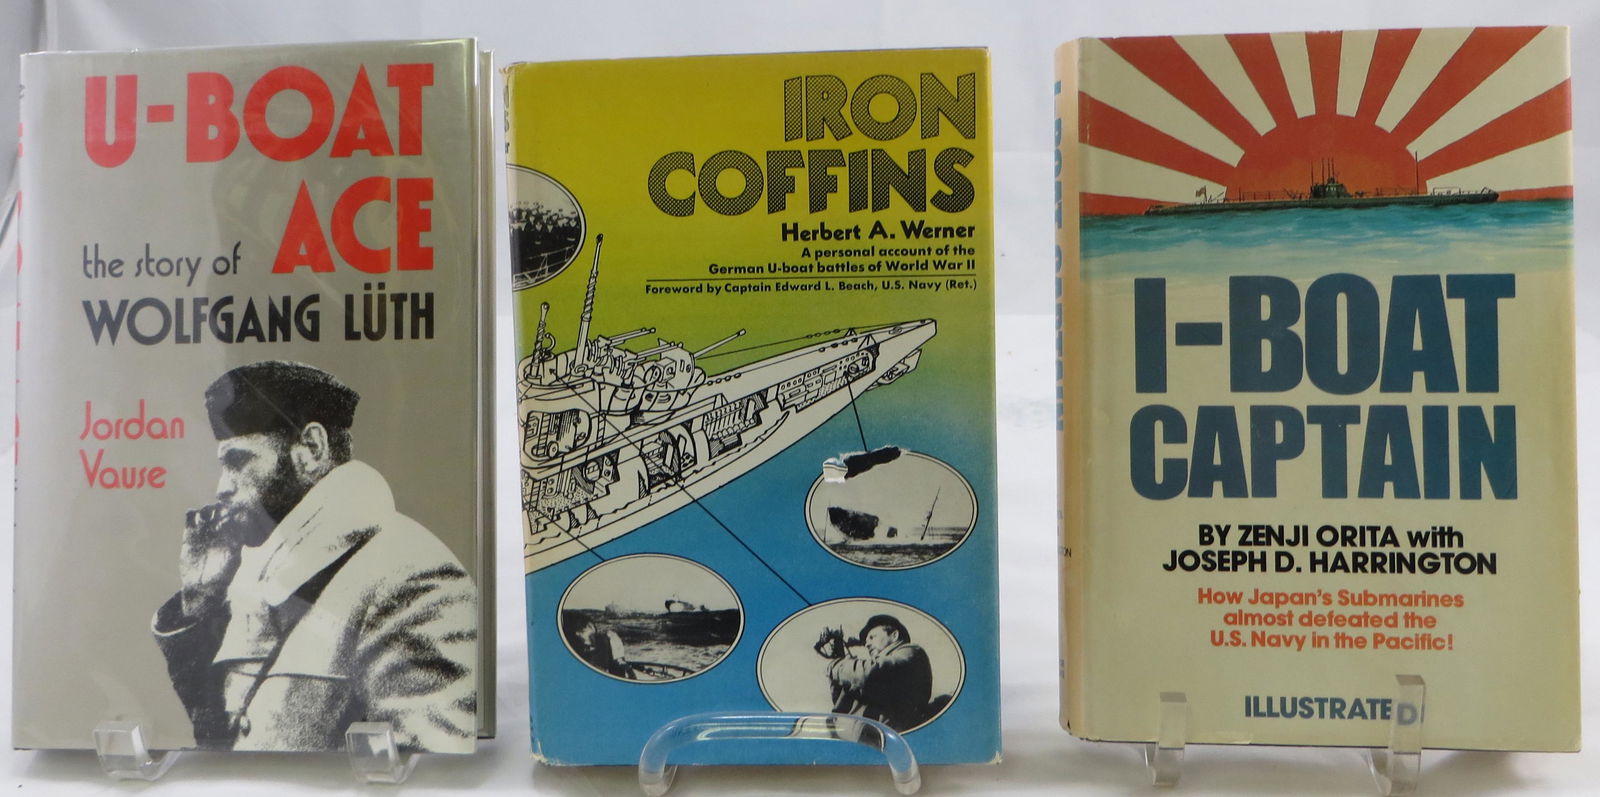 U-BOAT
ACE
the story of
WOLFGANG LÜTH
Jordan
Vause
IRON
COFFINS
Herbert A. Werner
A personal account of the
German U-boat battles of World War II
Foreword by Captain Edward L. Beach, U.S. Navy (Ret.)
I-BOAT
CAPTAIN
BY ZENJI ORITA with
JOSEPH D. HARRINGTON
How Japan's Submarines
almost defeated the
U.S. Navy in the Pacific!
ILLUSTRATED